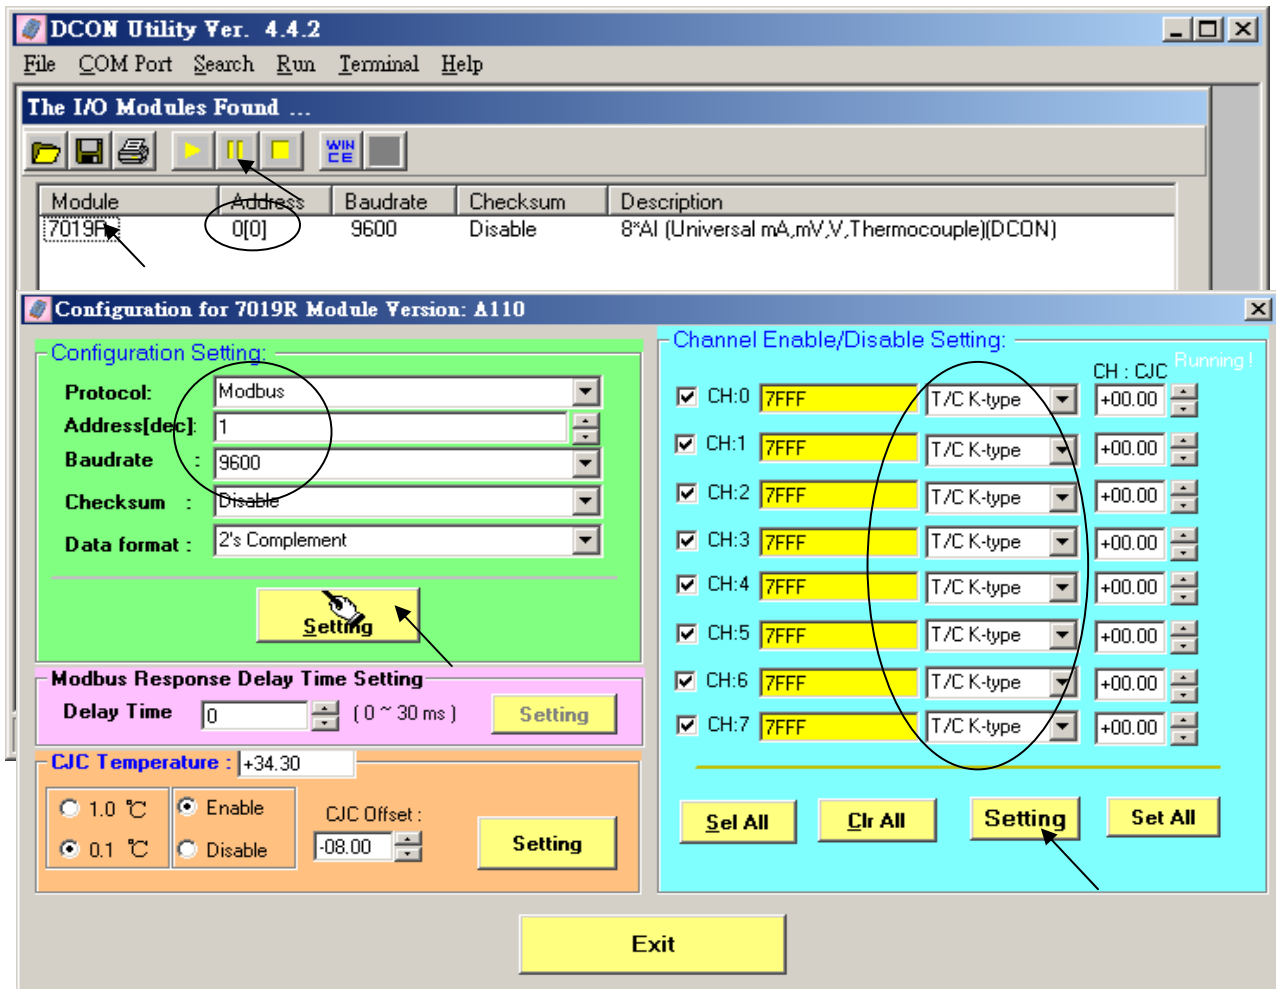 DCON Utility Ver. 4.4.2
File COM Port Search Run Terminal Help
The I/O Modules Found ...
WIN CE
Module Address Baudrate Checksum Description
7019R 0[0] 9600 Disable 8*AI (Universal mA,mV,V,Thermocouple)(DCON)
Configuration for 7019R Module Version: A110
Configuration Setting:
Protocol: Modbus
Address[dec]: 1
Baudrate : 9600
Checksum : Disable
Data format : 2's Complement
Setting
Modbus Response Delay Time Setting
Delay Time 0 ( 0 ~ 30 ms ) Setting
CJC Temperature : +34.30
1.0 ℃ Enable CJC Offset :
0.1 ℃ Disable -08.00 Setting
Channel Enable/Disable Setting:
CH : CJC Running !
CH:0 7FFF T/C K-type +00.00
CH:1 7FFF T/C K-type +00.00
CH:2 7FFF T/C K-type +00.00
CH:3 7FFF T/C K-type +00.00
CH:4 7FFF T/C K-type +00.00
CH:5 7FFF T/C K-type +00.00
CH:6 7FFF T/C K-type +00.00
CH:7 7FFF T/C K-type +00.00
Sel All Clr All Setting Set All
Exit